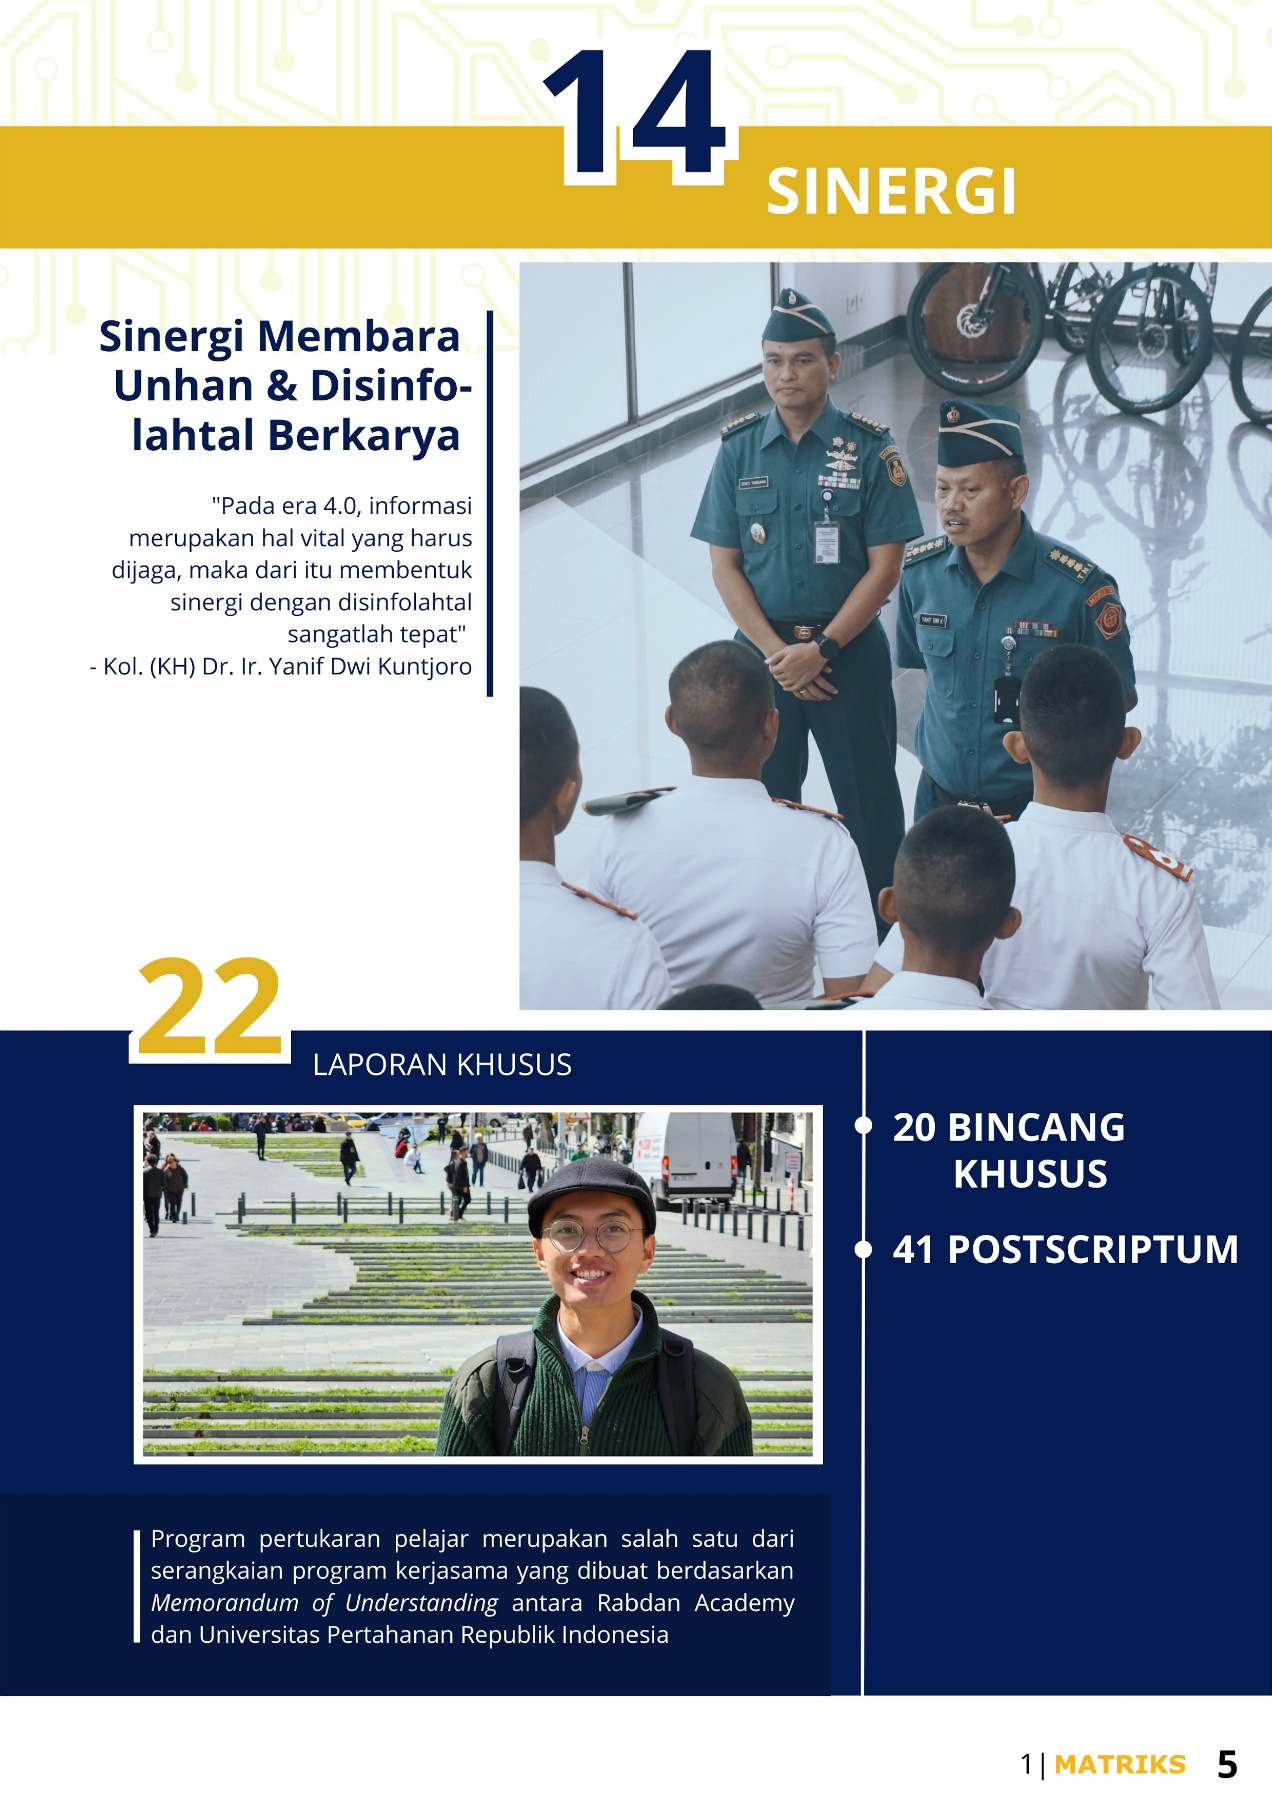 14
SINERGI
Sinergi Membara
Unhan & Disinfo-
lahtal Berkarya
"Pada era 4.0, informasi
merupakan hal vital yang harus
dijaga, maka dari itu membentuk
sinergi dengan disinfolahtal
sangatlah tepat"
- Kol. (KH) Dr. Ir. Yanif Dwi Kuntjoro
22
LAPORAN KHUSUS
20 BINCANG
KHUSUS
41 POSTSCRIPTUM
Program pertukaran pelajar merupakan salah satu dari
serangkaian program kerjasama yang dibuat berdasarkan
Memorandum of Understanding antara Rabdan Academy
dan Universitas Pertahanan Republik Indonesia
1| MATRIKS 5